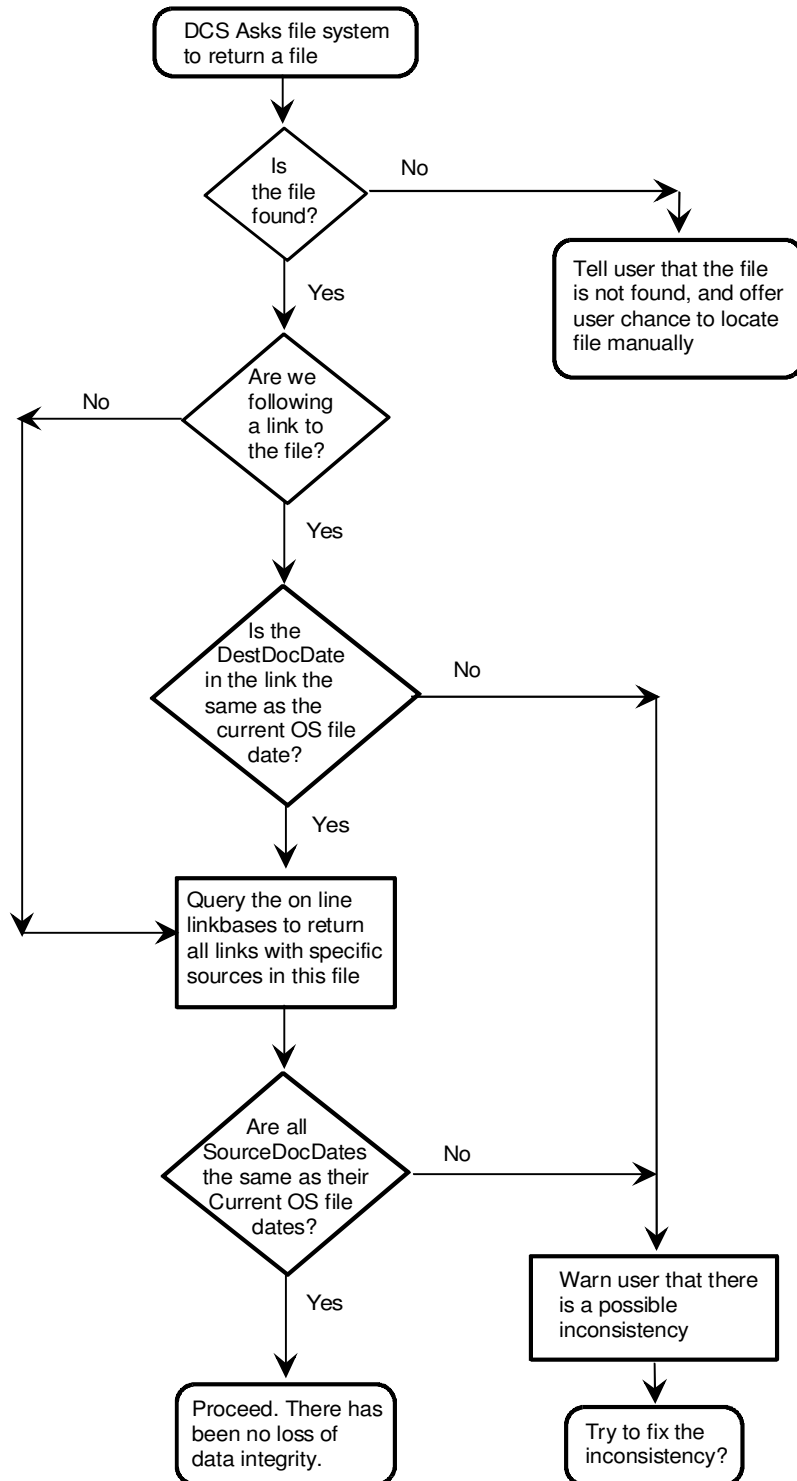 DCS Asks file system
to return a file
Is
the file
found?
No
Tell user that the file
is not found, and offer
user chance to locate
file manually
Yes
Are we
following
a link to
the file?
No
Yes
Is the
DestDocDate
in the link the
same as the
current OS file
date?
No
Yes
Query the on line
linkbases to return
all links with specific
sources in this file
Are all
SourceDocDates
the same as their
Current OS file
dates?
No
Warn user that there
is a possible
inconsistency
Yes
Proceed. There has
been no loss of
data integrity.
Try to fix the
inconsistency?